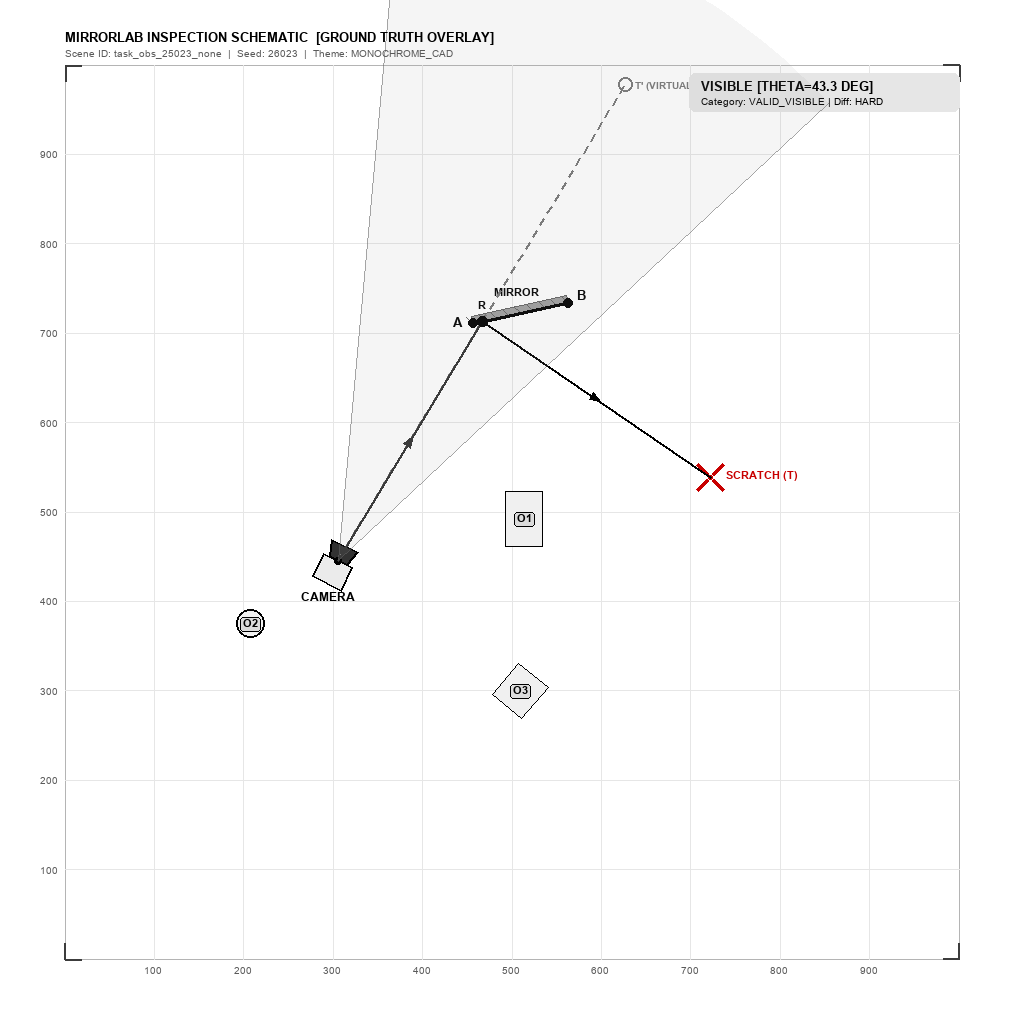 MIRRORLAB INSPECTION SCHEMATIC [GROUND TRUTH OVERLAY]
Scene ID: task_obs_25023_none | Seed: 26023 | Theme: MONOCHROME_CAD
T' (VIRTUAL
VISIBLE [THETA=43.3 DEG]
Category: VALID_VISIBLE | Diff: HARD
900
800
MIRROR
B
R
A
700
600
SCRATCH (T)
500
O1
CAMERA
400
O2
300
O3
200
100
100 200 300 400 500 600 700 800 900